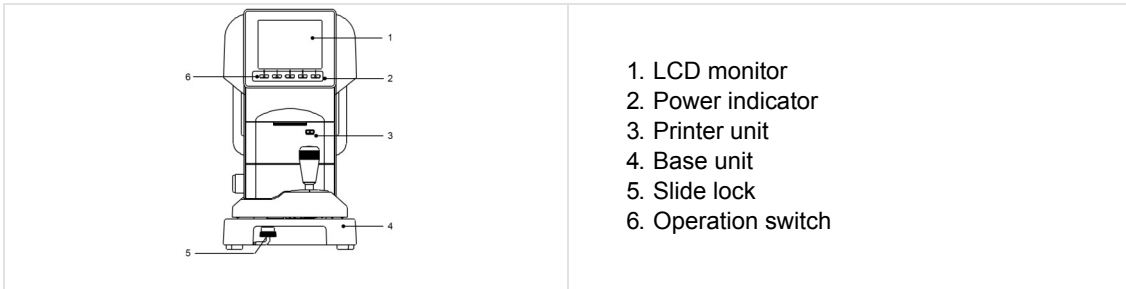 1
6
2
3
4
5
1. LCD monitor
2. Power indicator
3. Printer unit
4. Base unit
5. Slide lock
6. Operation switch